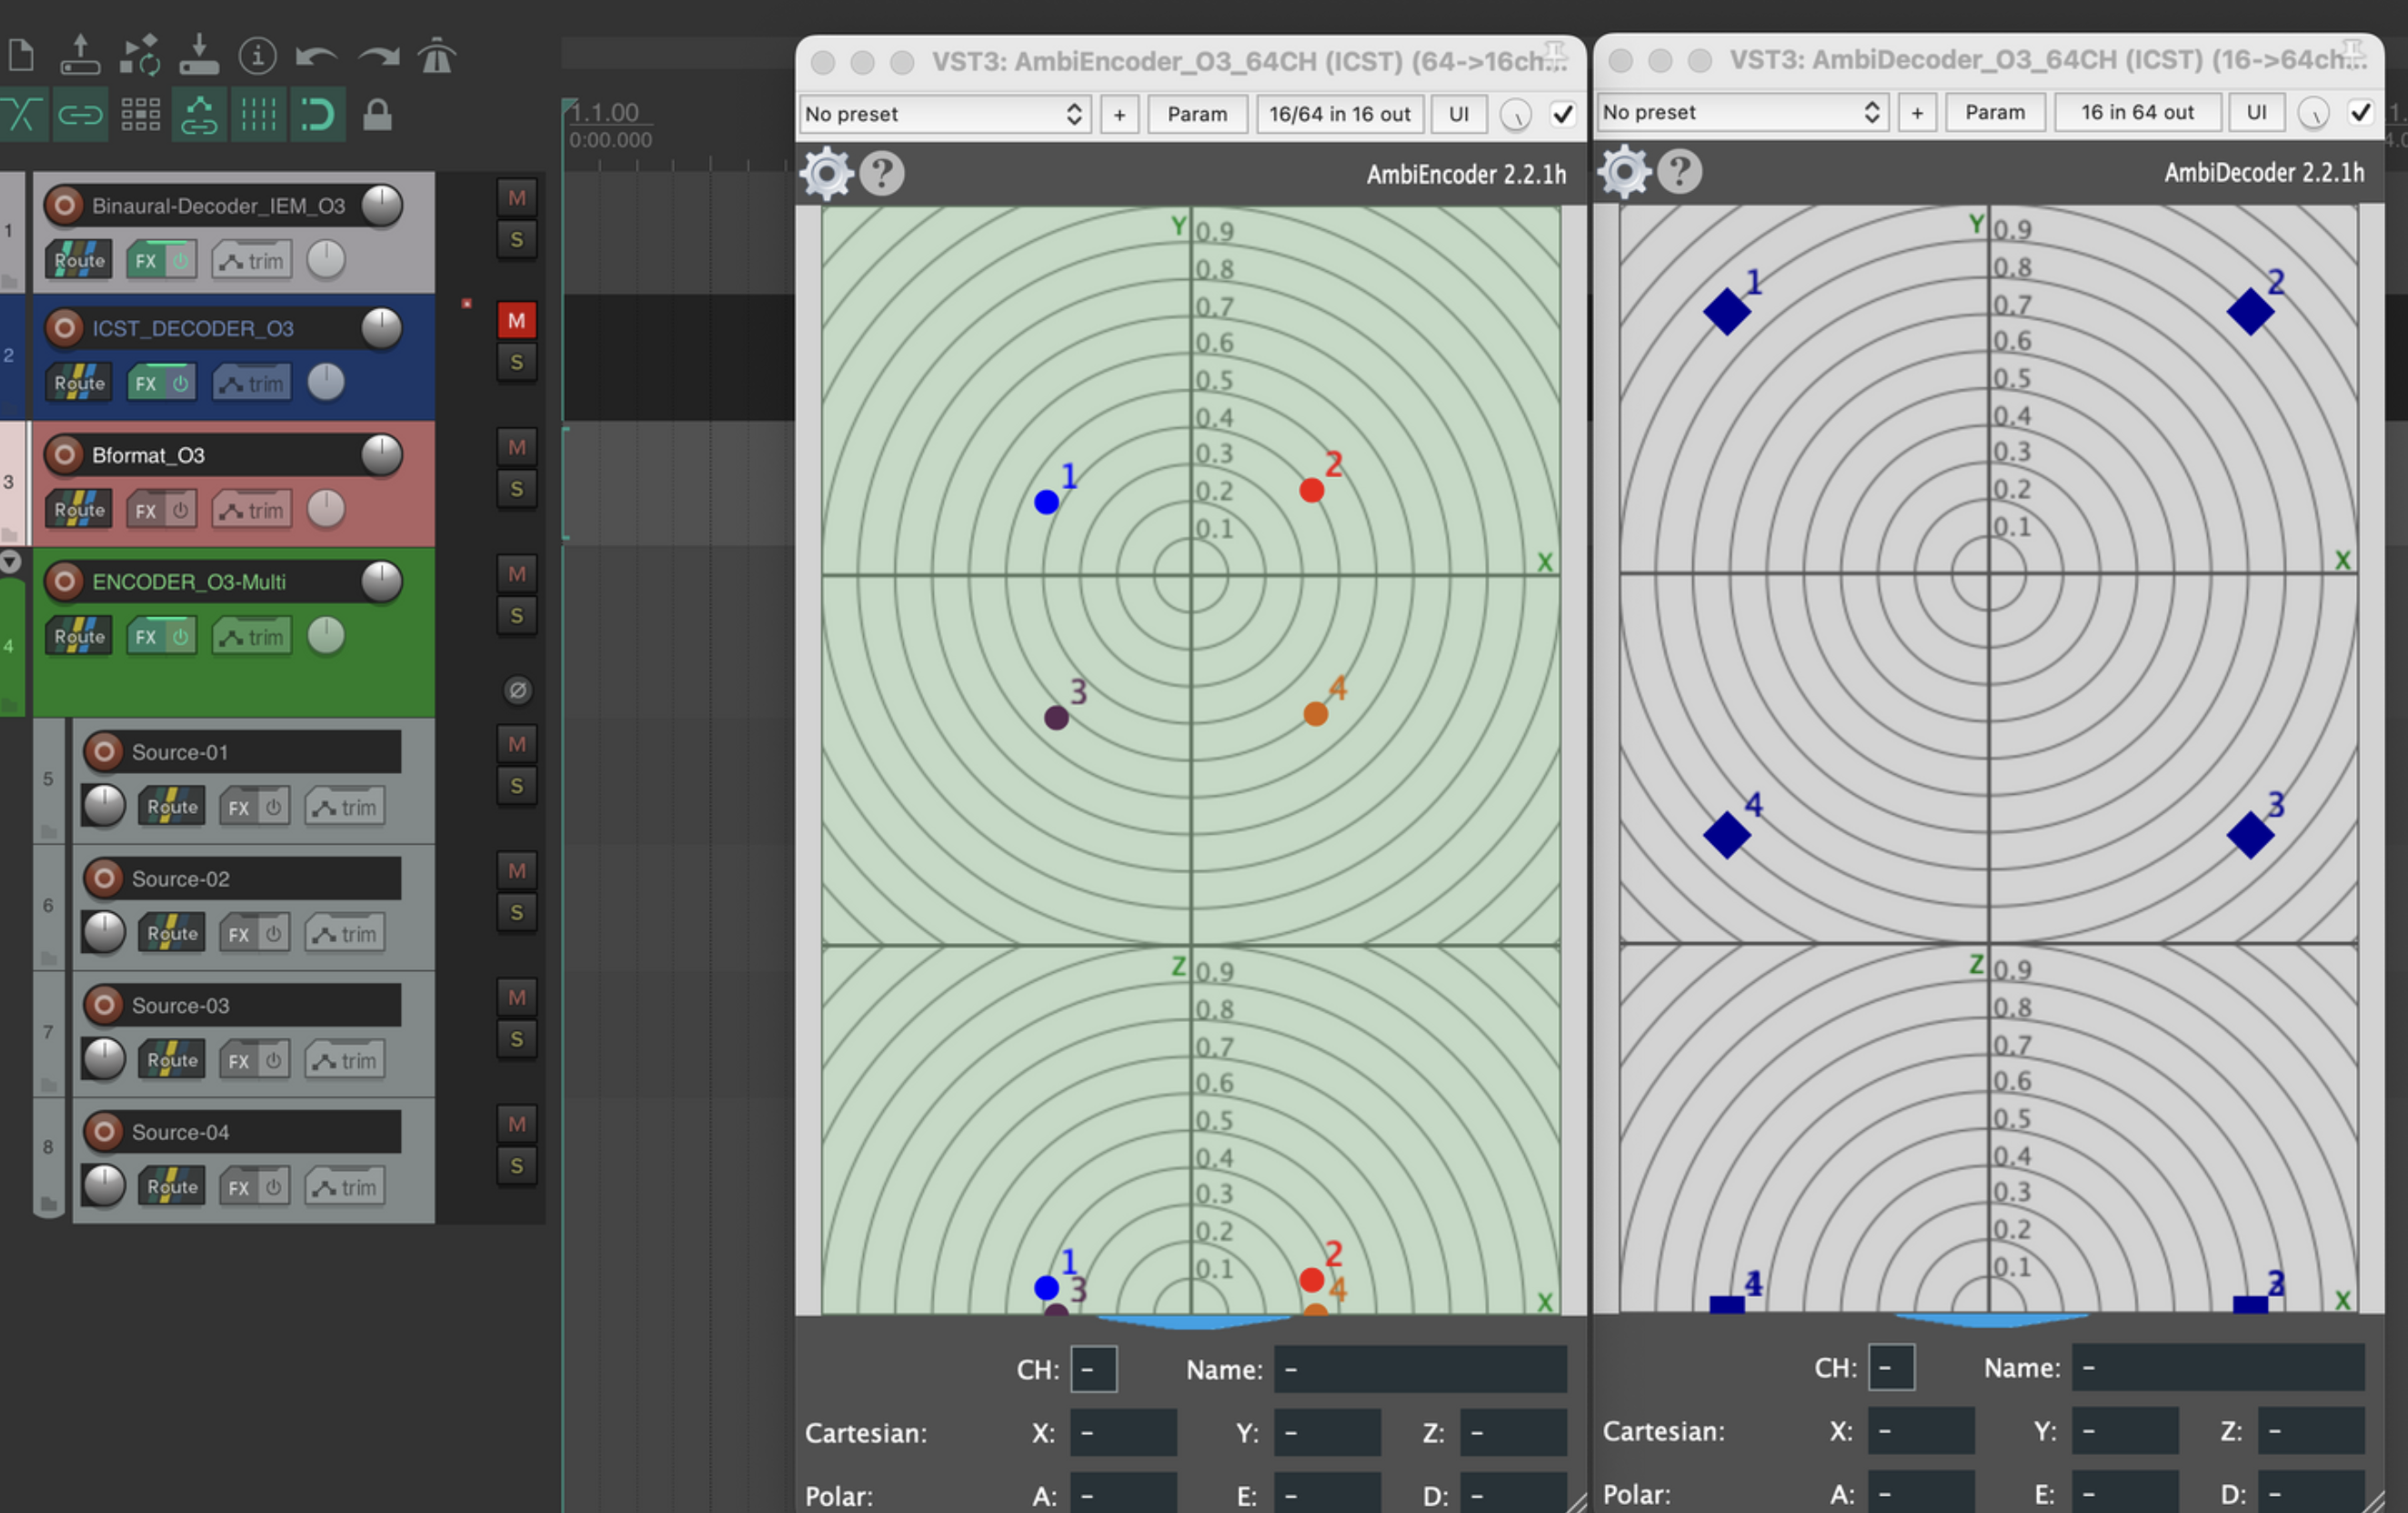 VST3: AmbiEncoder_O3_64CH (ICST) (64->16ch...
VST3: AmbiDecoder_O3_64CH (ICST) (16->64ch...
No preset
+
Param
16/64 in 16 out
UI
No preset
+
Param
16 in 64 out
UI
1.1.00
0:00.000
?
AmbiEncoder 2.2.1h
?
AmbiDecoder 2.2.1h
1
Binaural-Decoder_IEM_O3
Route
FX
trim
M
S
2
ICST_DECODER_O3
Route
FX
trim
M
S
3
Bformat_O3
Route
FX
trim
M
S
4
ENCODER_O3-Multi
Route
FX
trim
M
S
5
Source-01
Route
FX
trim
M
S
6
Source-02
Route
FX
trim
M
S
7
Source-03
Route
FX
trim
M
S
8
Source-04
Route
FX
trim
M
S
Y
0.9
0.8
0.7
0.6
0.5
0.4
0.3
0.2
0.1
X
1
2
3
4
Z
0.9
0.8
0.7
0.6
0.5
0.4
0.3
0.2
0.1
X
1
2
3
4
CH: –
Name: –
Cartesian: X: – Y: – Z: –
Polar: A: – E: – D: –
Y
0.9
0.8
0.7
0.6
0.5
0.4
0.3
0.2
0.1
X
1
2
4
3
Z
0.9
0.8
0.7
0.6
0.5
0.4
0.3
0.2
0.1
X
CH: –
Name: –
Cartesian: X: – Y: – Z: –
Polar: A: – E: – D: –